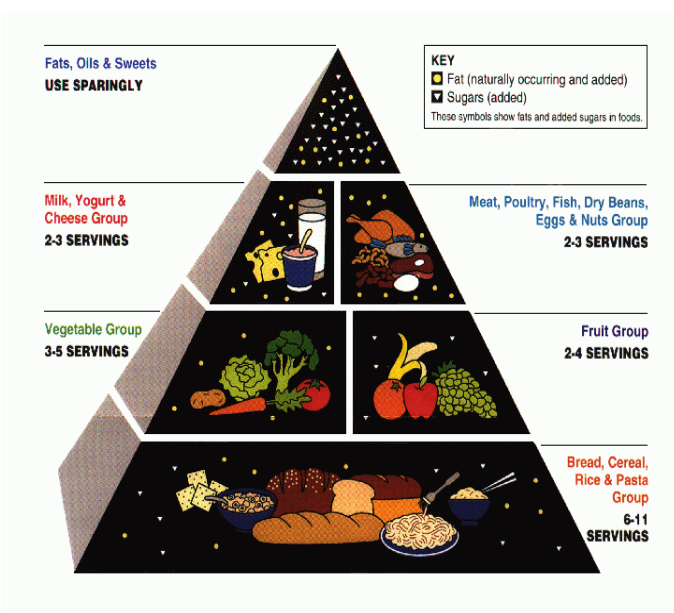 Fats, Oils & Sweets
USE SPARINGLY
KEY
Fat (naturally occurring and added)
Sugars (added)
These symbols show fats and added sugars in foods.
Milk, Yogurt &
Cheese Group
2-3 SERVINGS
Meat, Poultry, Fish, Dry Beans,
Eggs & Nuts Group
2-3 SERVINGS
Vegetable Group
3-5 SERVINGS
Fruit Group
2-4 SERVINGS
Bread, Cereal,
Rice & Pasta
Group
6-11
SERVINGS